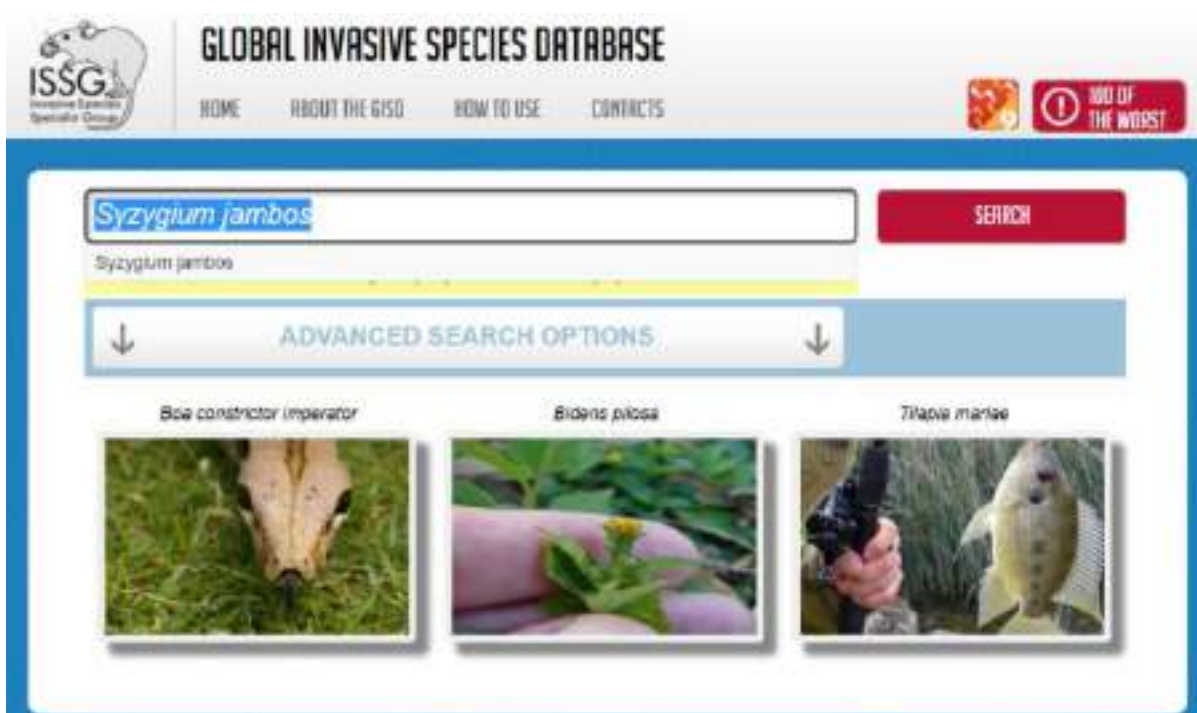 GLOBAL INVASIVE SPECIES DATABASE
ISSG
Invasive Species
Specialist Group
HOME ABOUT THE GISD HOW TO USE CONTACTS
100 OF
THE WORST
Syzygium jambos
SEARCH
Syzygium jambos
ADVANCED SEARCH OPTIONS
Boa constrictor imperator
Bidens pilosa
Tilapia mariae